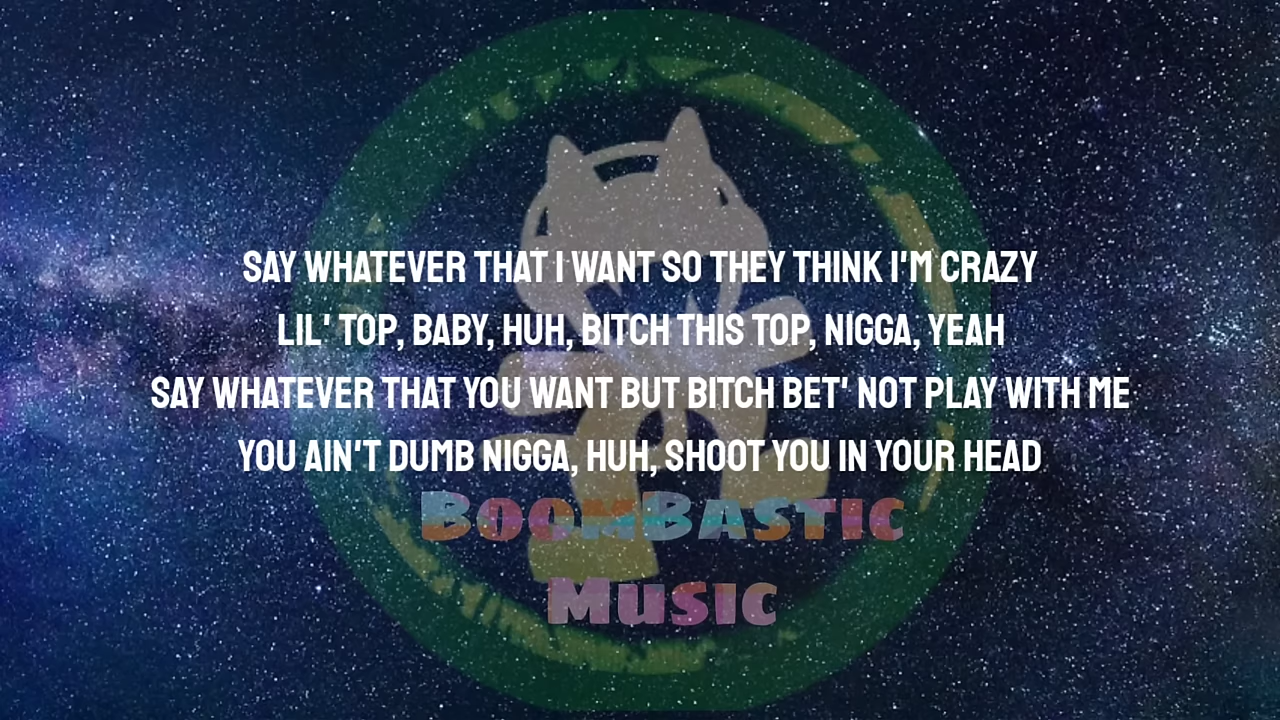 SAY WHATEVER THAT I WANT SO THEY THINK I'M CRAZY
LIL' TOP, BABY, HUH, BITCH THIS TOP, NIGGA, YEAH
SAY WHATEVER THAT YOU WANT BUT BITCH BET' NOT PLAY WITH ME
YOU AIN'T DUMB NIGGA, HUH, SHOOT YOU IN YOUR HEAD
BOOMBASTIC
MUSIC